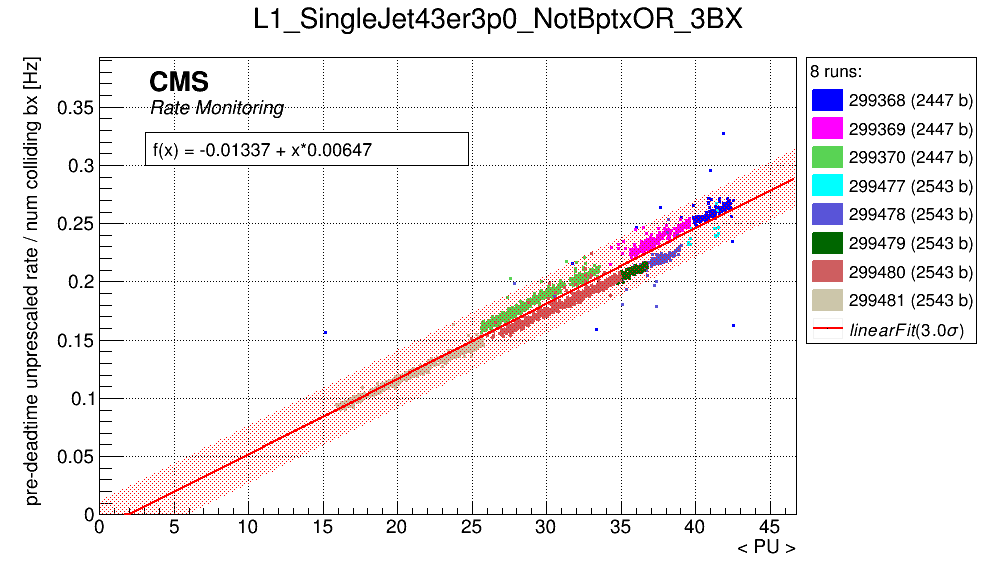 L1_SingleJet43er3p0_NotBptxOR_3BX
pre-deadtime unprescaled rate / num colliding bx [Hz]
CMS
Rate Monitoring
f(x) = -0.01337 + x*0.00647
0.35
0.3
0.25
0.2
0.15
0.1
0.05
0
0 5 10 15 20 25 30 35 40 45
< PU >
8 runs:
299368 (2447 b)
299369 (2447 b)
299370 (2447 b)
299477 (2543 b)
299478 (2543 b)
299479 (2543 b)
299480 (2543 b)
299481 (2543 b)
linearFit(3.0σ)